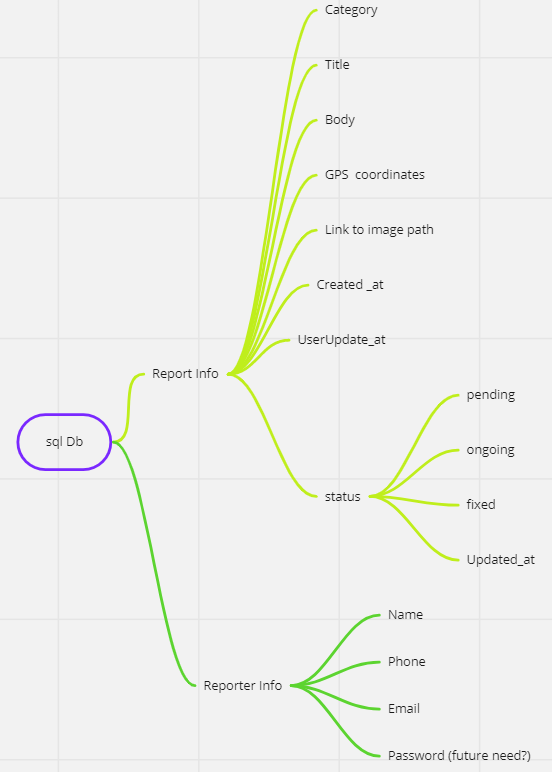 Category
Title
Body
GPS  coordinates
Link to image path
Created _at
UserUpdate_at
Report Info
pending
sql Db
ongoing
status
fixed
Updated_at
Name
Phone
Reporter Info
Email
Password (future need?)